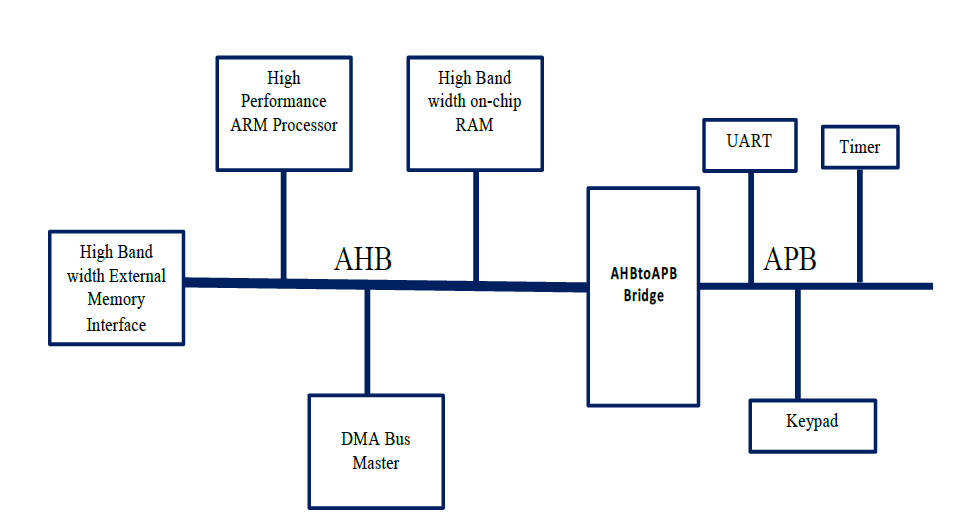 High
Performance
ARM Processor
High Band
width on-chip
RAM
UART
Timer
High Band
width External
Memory
Interface
AHB
AHBtoAPB
Bridge
APB
DMA Bus
Master
Keypad